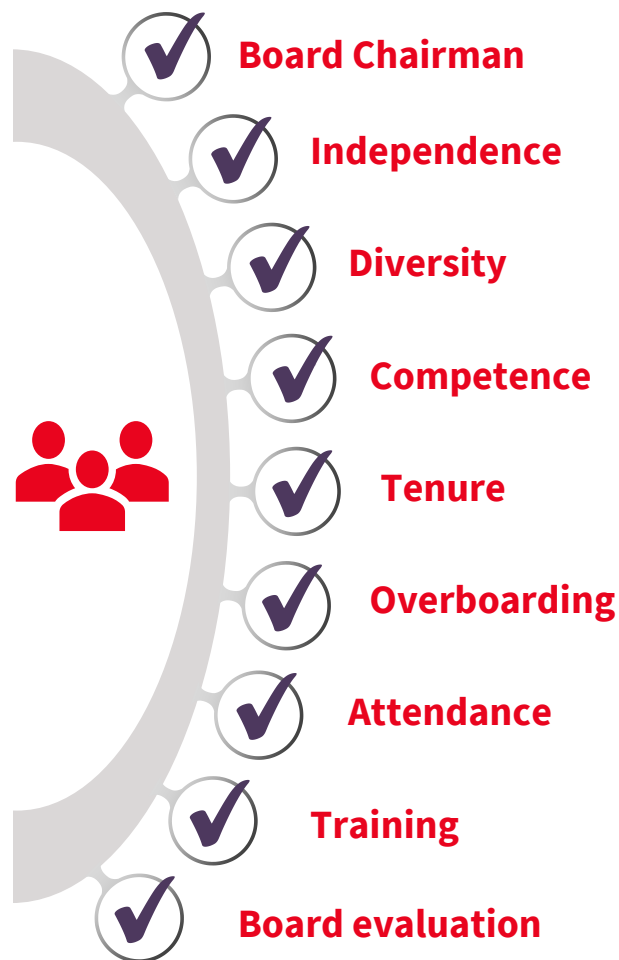 Board Chairman
Independence
Diversity
Competence
Tenure
Overboarding
Attendance
Training
Board evaluation